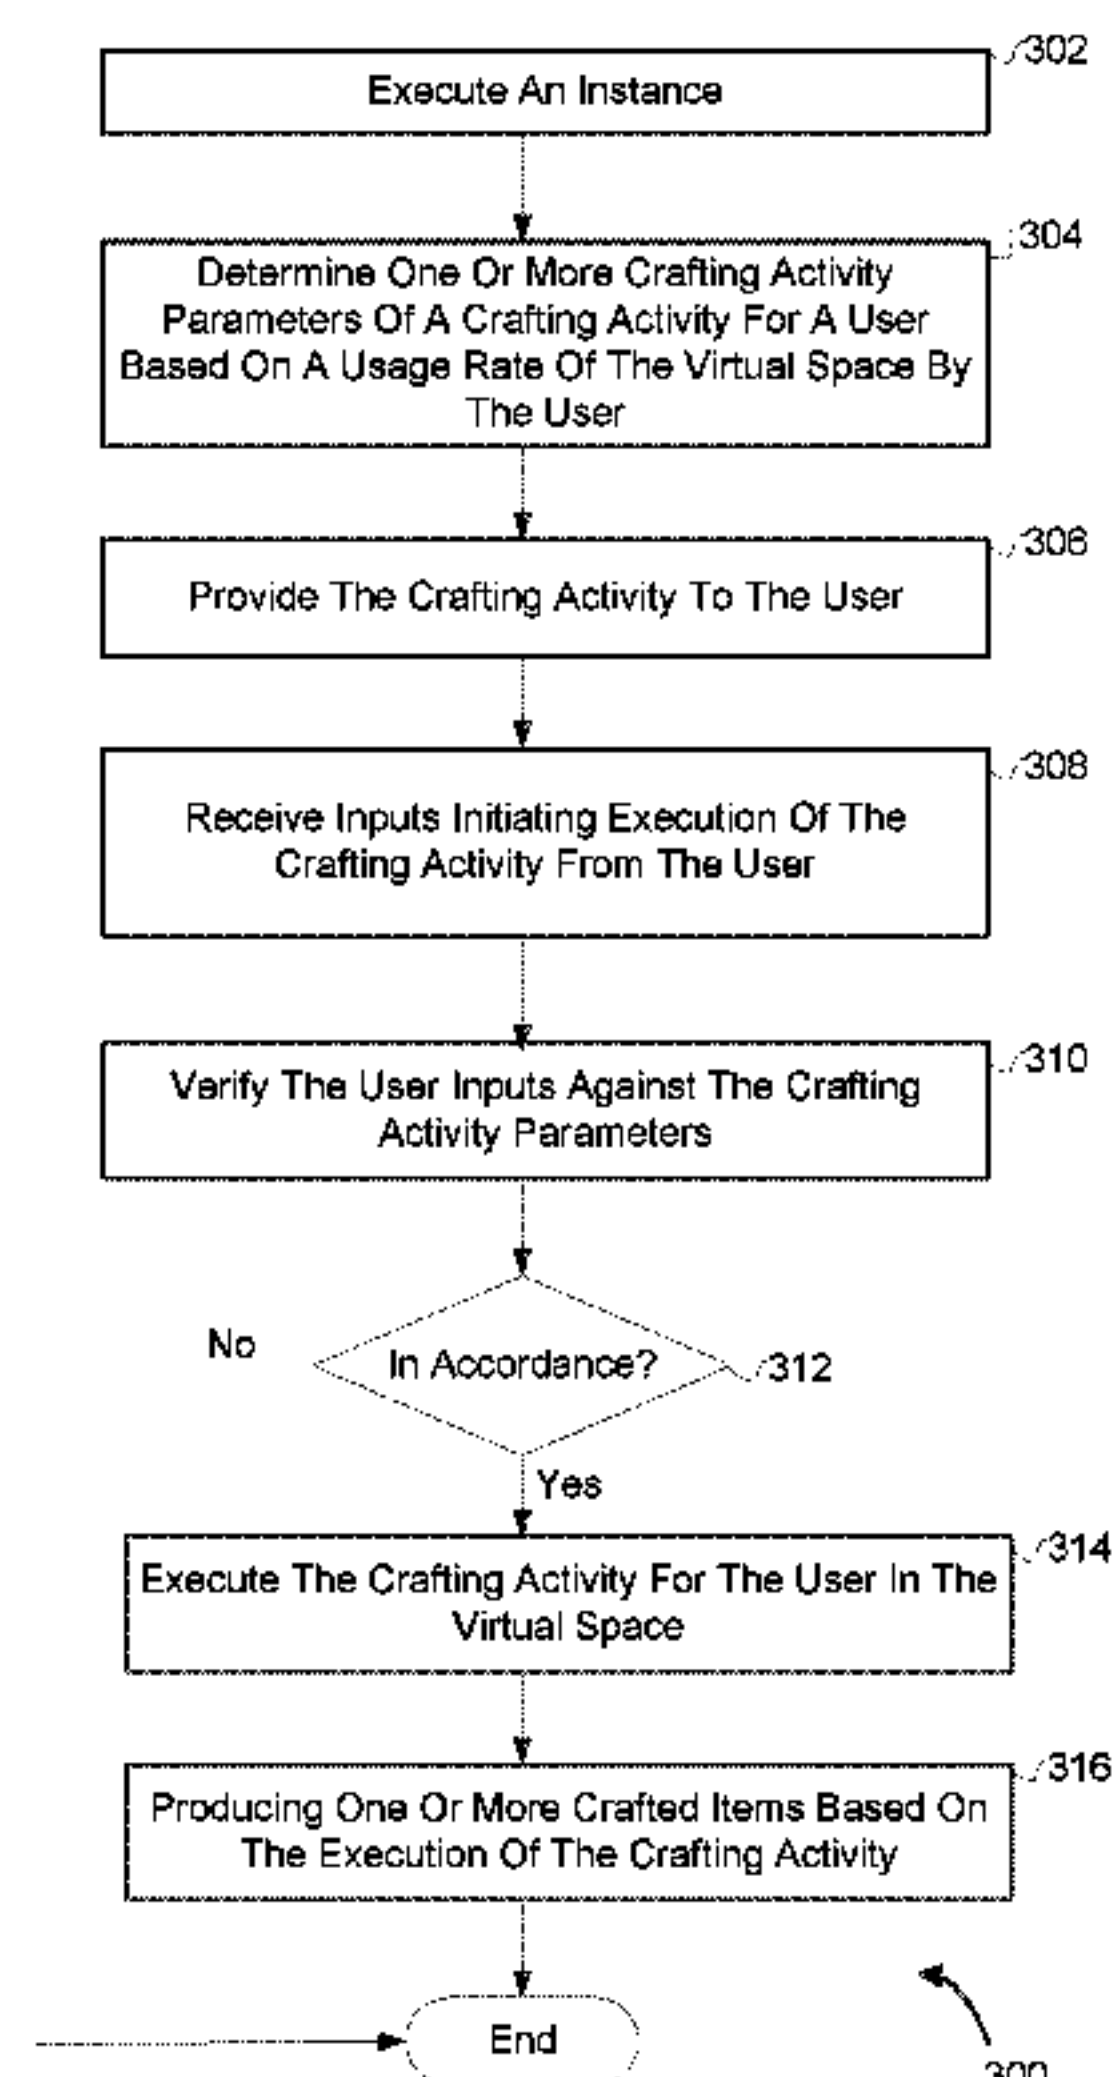 302
Execute An Instance
304
Determine One Or More Crafting Activity
Parameters Of A Crafting Activity For A User
Based On A Usage Rate Of The Virtual Space By
The User
306
Provide The Crafting Activity To The User
308
Receive Inputs Initiating Execution Of The
Crafting Activity From The User
310
Verify The User Inputs Against The Crafting
Activity Parameters
No
In Accordance?
312
Yes
314
Execute The Crafting Activity For The User In The
Virtual Space
316
Producing One Or More Crafted Items Based On
The Execution Of The Crafting Activity
End
300